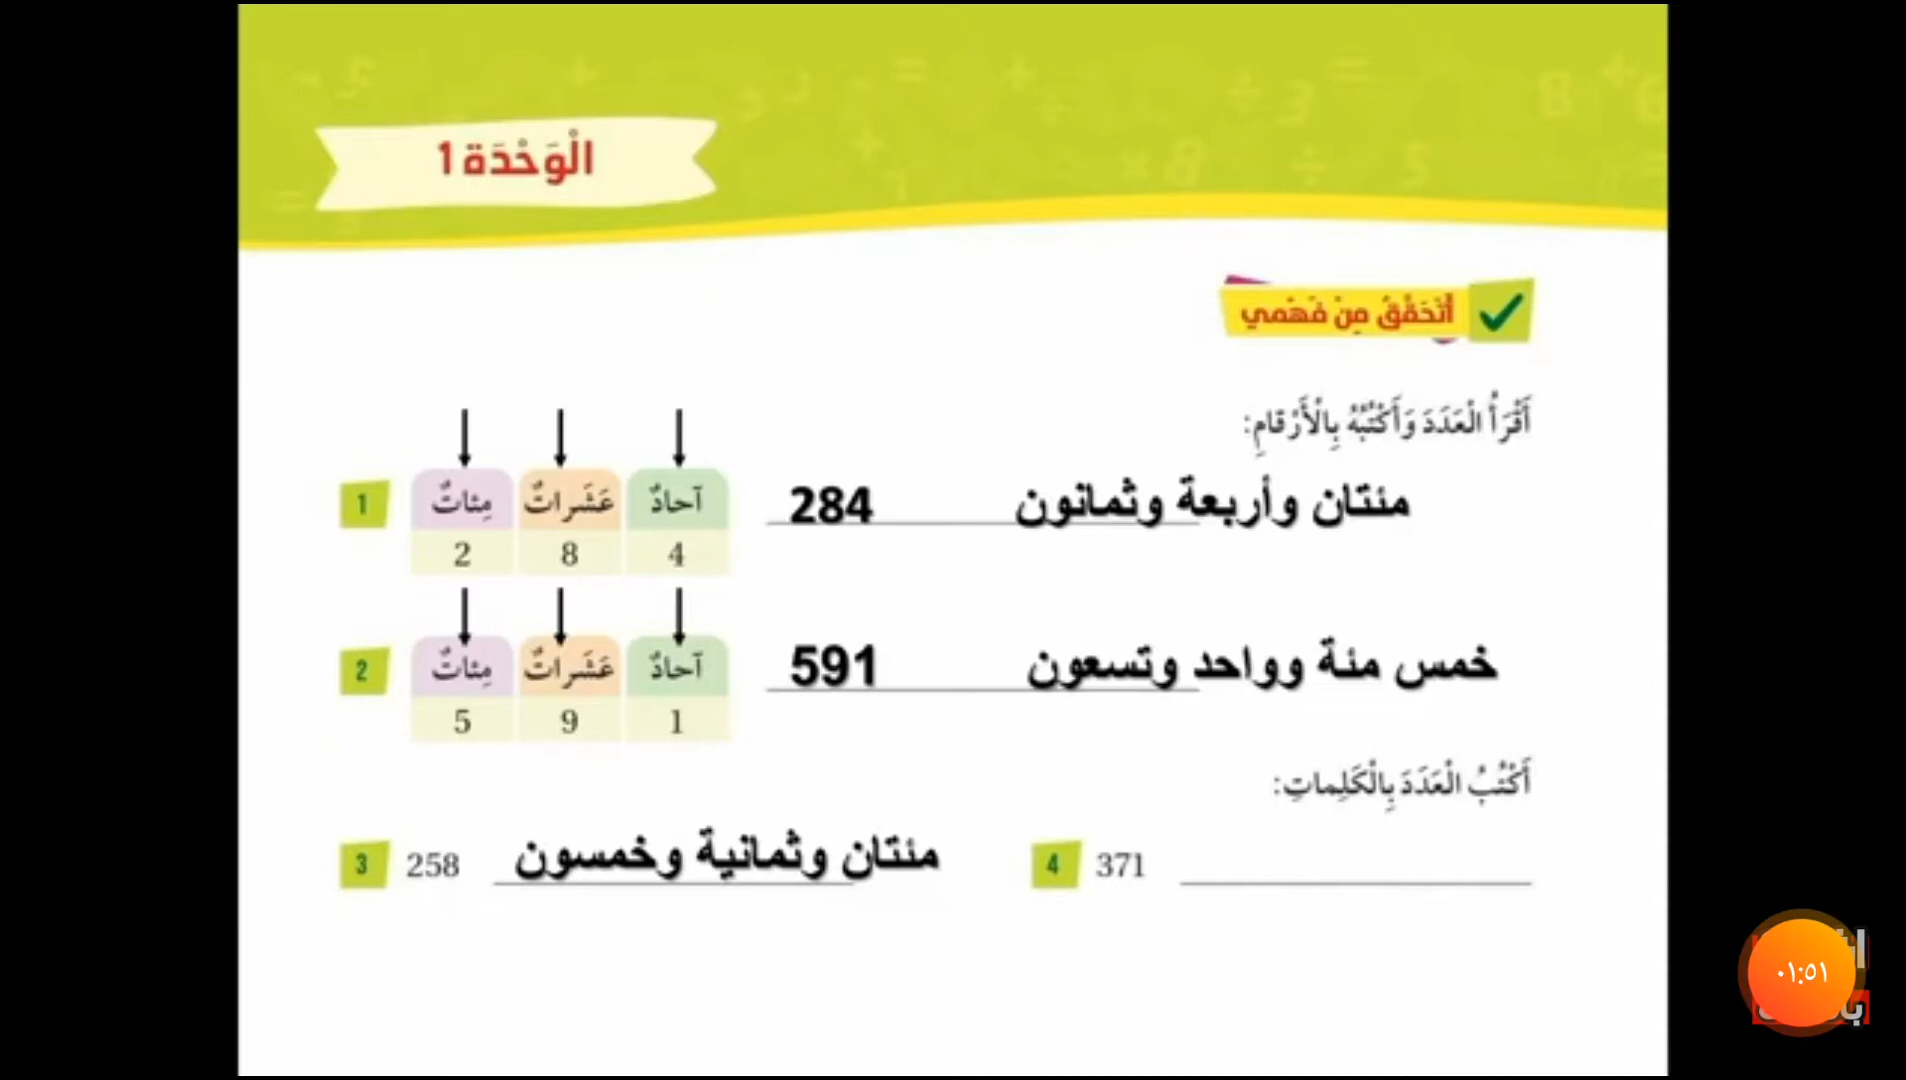 الْوَحْدَة 1
أَتَحَقَّقُ مِنْ فَهْمي
أَقْرَأُ الْعَدَدَ وَأَكْتُبُهُ بِالْأَرْقامِ:
1 مِئاتٌ عَشَراتٌ آحادٌ
2 8 4
284 مئتان وأربعة وثمانون
2 مِئاتٌ عَشَراتٌ آحادٌ
5 9 1
591 خمس مئة وواحد وتسعون
أَكْتُبُ الْعَدَدَ بِالْكَلِماتِ:
3 258 مئتان وثمانية وخمسون
4 371
٠١:٥١